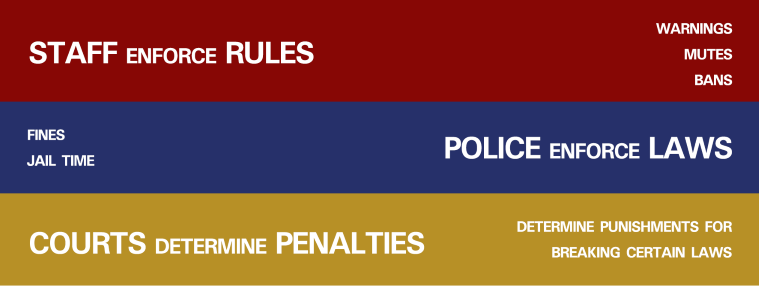 STAFF ENFORCE RULES
WARNINGS
MUTES
BANS
FINES
JAIL TIME
POLICE ENFORCE LAWS
COURTS DETERMINE PENALTIES
DETERMINE PUNISHMENTS FOR
BREAKING CERTAIN LAWS